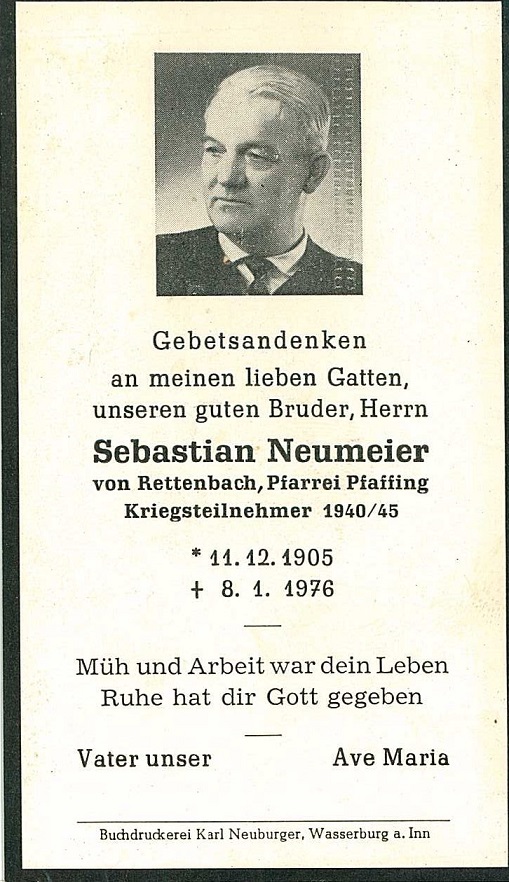 Gebetsandenken
an meinen lieben Gatten,
unseren guten Bruder, Herrn
Sebastian Neumeier
von Rettenbach, Pfarrei Pfaffing
Kriegsteilnehmer 1940/45
* 11. 12. 1905
† 8. 1. 1976
Müh und Arbeit war dein Leben
Ruhe hat dir Gott gegeben
Vater unser Ave Maria
Buchdruckerei Karl Neuburger, Wasserburg a. Inn